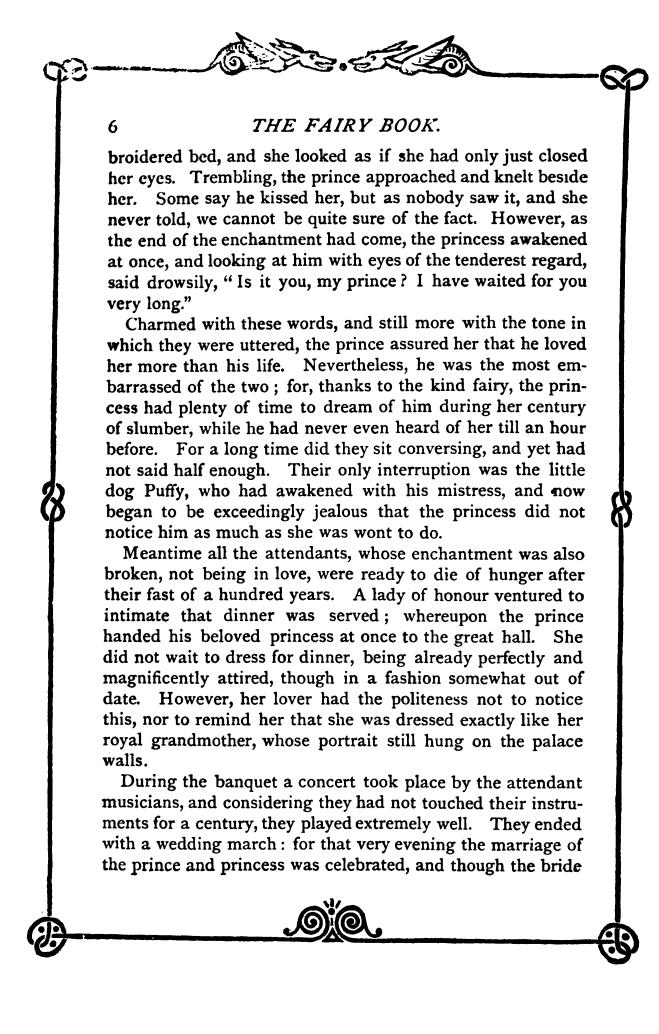 6 THE FAIRY BOOK.
broidered bed, and she looked as if she had only just closed
her eyes. Trembling, the prince approached and knelt beside
her. Some say he kissed her, but as nobody saw it, and she
never told, we cannot be quite sure of the fact. However, as
the end of the enchantment had come, the princess awakened
at once, and looking at him with eyes of the tenderest regard,
said drowsily, “ Is it you, my prince ? I have waited for you
very long.”
Charmed with these words, and still more with the tone in
which they were uttered, the prince assured her that he loved
her more than his life. Nevertheless, he was the most em-
barrassed of the two ; for, thanks to the kind fairy, the prin-
cess had plenty of time to dream of him during her century
of slumber, while he had never even heard of her till an hour
before. For a long time did they sit conversing, and yet had
not said half enough. Their only interruption was the little
dog Puffy, who had awakened with his mistress, and now
began to be exceedingly jealous that the princess did not
notice him as much as she was wont to do.
Meantime all the attendants, whose enchantment was also
broken, not being in love, were ready to die of hunger after
their fast of a hundred years. A lady of honour ventured to
intimate that dinner was served ; whereupon the prince
handed his beloved princess at once to the great hall. She
did not wait to dress for dinner, being already perfectly and
magnificently attired, though in a fashion somewhat out of
date. However, her lover had the politeness not to notice
this, nor to remind her that she was dressed exactly like her
royal grandmother, whose portrait still hung on the palace
walls.
During the banquet a concert took place by the attendant
musicians, and considering they had not touched their instru-
ments for a century, they played extremely well. They ended
with a wedding march : for that very evening the marriage of
the prince and princess was celebrated, and though the bride